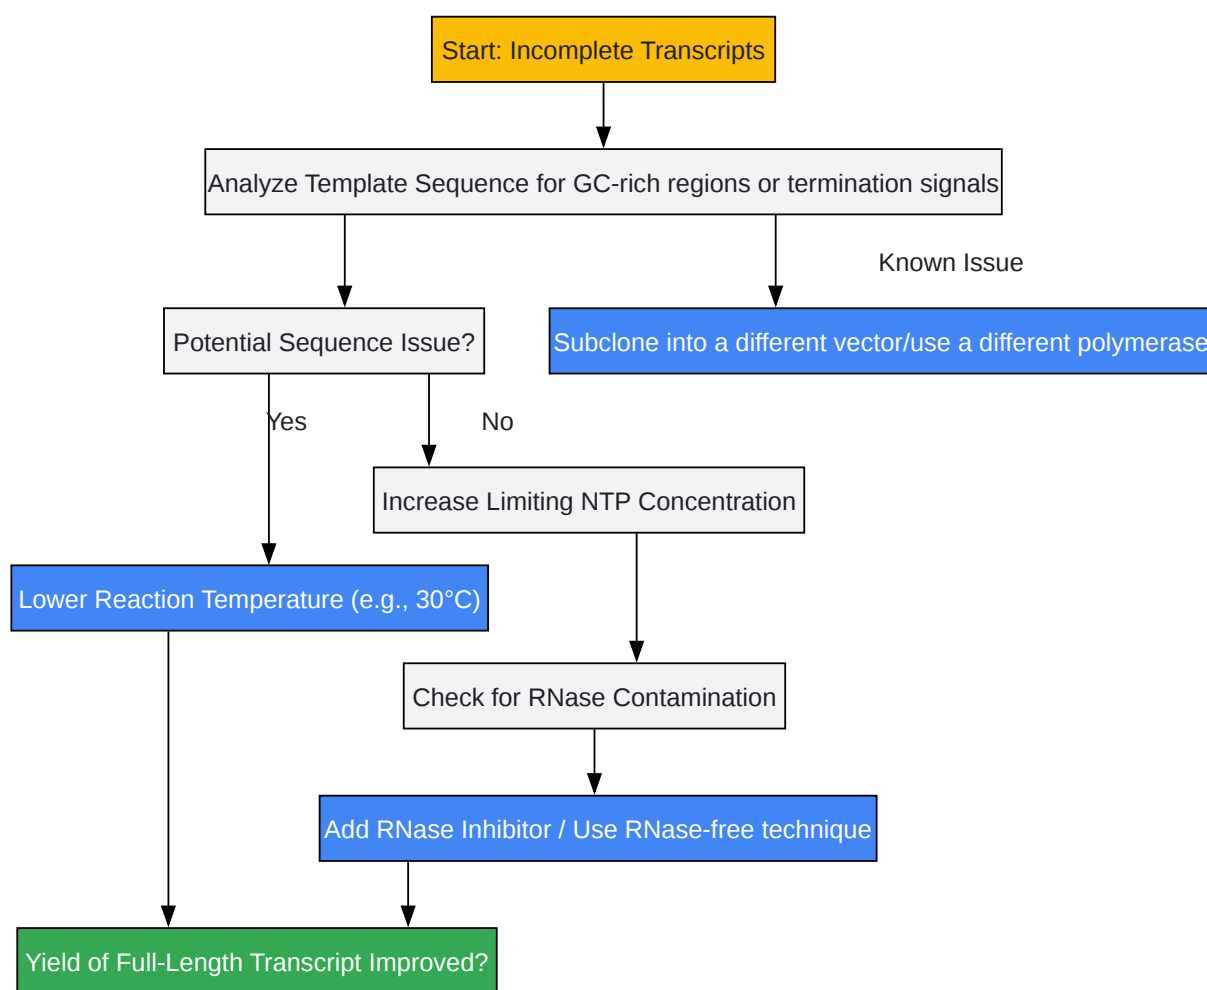 Start: Incomplete Transcripts
Analyze Template Sequence for GC-rich regions or termination signals
Known Issue
Potential Sequence Issue?
Subclone into a different vector/use a different polymerase
Yes
No
Increase Limiting NTP Concentration
Lower Reaction Temperature (e.g., 30°C)
Check for RNase Contamination
Add RNase Inhibitor / Use RNase-free technique
Yield of Full-Length Transcript Improved?